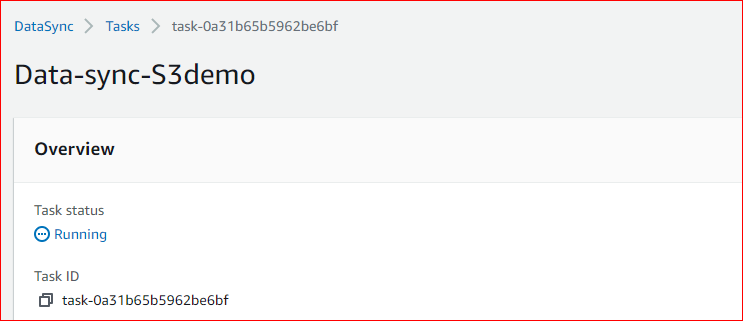 DataSync > Tasks > task-0a31b65b5962be6bf
Data-sync-S3demo
Overview
Task status
Running
Task ID
task-0a31b65b5962be6bf